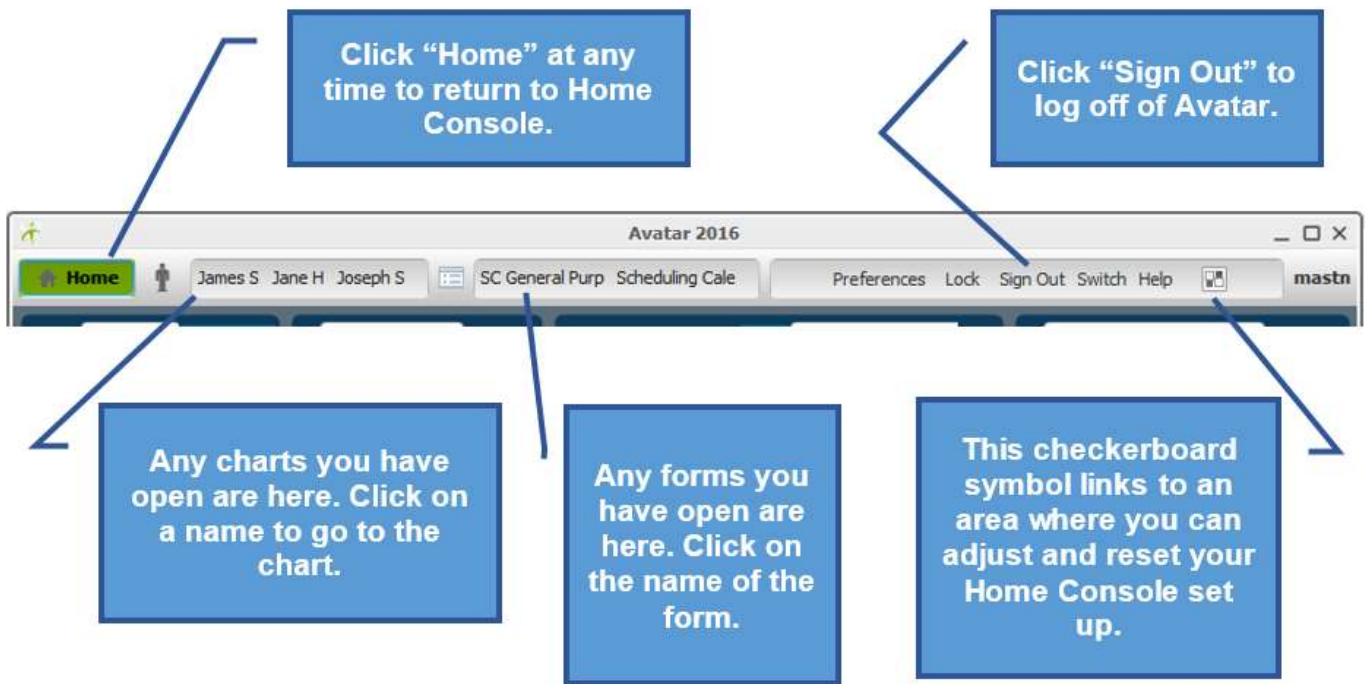 Click “Home” at any
time to return to Home
Console.
Click “Sign Out” to
log off of Avatar.
Avatar 2016
Home James S Jane H Joseph S SC General Purp Scheduling Cale Preferences Lock Sign Out Switch Help mastn
Any charts you have
open are here. Click on
a name to go to the
chart.
Any forms you
have open are
here. Click on
the name of the
form.
This checkerboard
symbol links to an
area where you can
adjust and reset your
Home Console set
up.